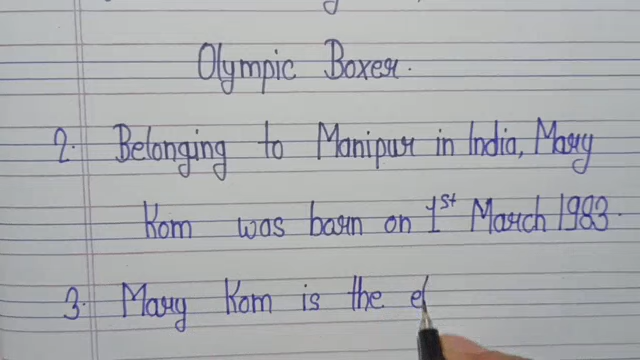 Olympic Boxer.
2. Belonging to Manipur in India, Mary
Kom was barn on 1st March 1983.
3. Mary Kom is the el